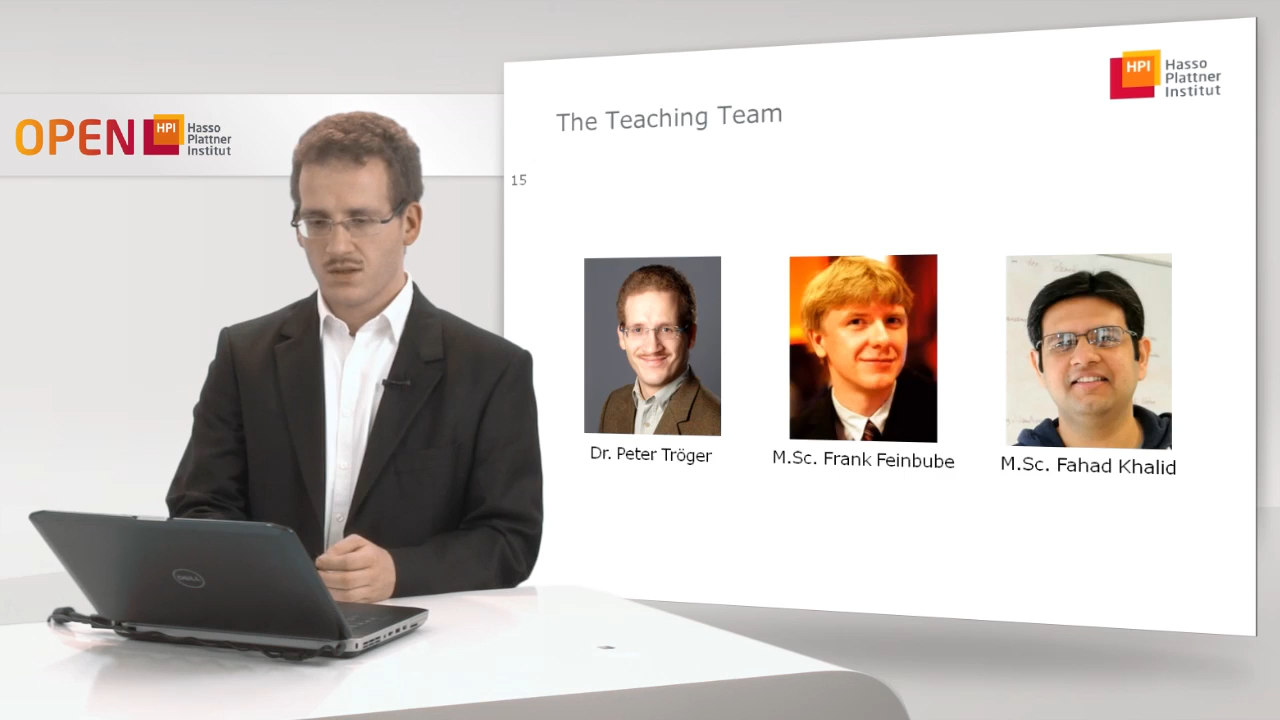 OPEN HPI Hasso
Plattner
Institut
HPI Hasso
Plattner
Institut
The Teaching Team
15
Dr. Peter Tröger
M.Sc. Frank Feinbube
M.Sc. Fahad Khalid
DELL